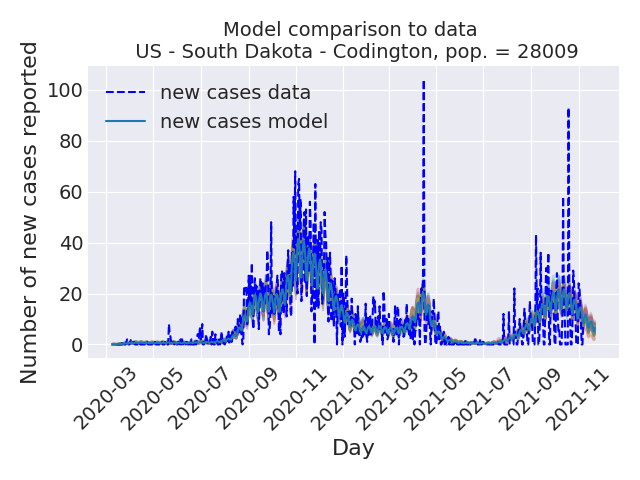 Model comparison to data
US - South Dakota - Codington, pop. = 28009
Number of new cases reported
100
80
60
40
20
0
new cases data
new cases model
2020-03
2020-05
2020-07
2020-09
2020-11
2021-01
2021-03
2021-05
2021-07
2021-09
2021-11
Day